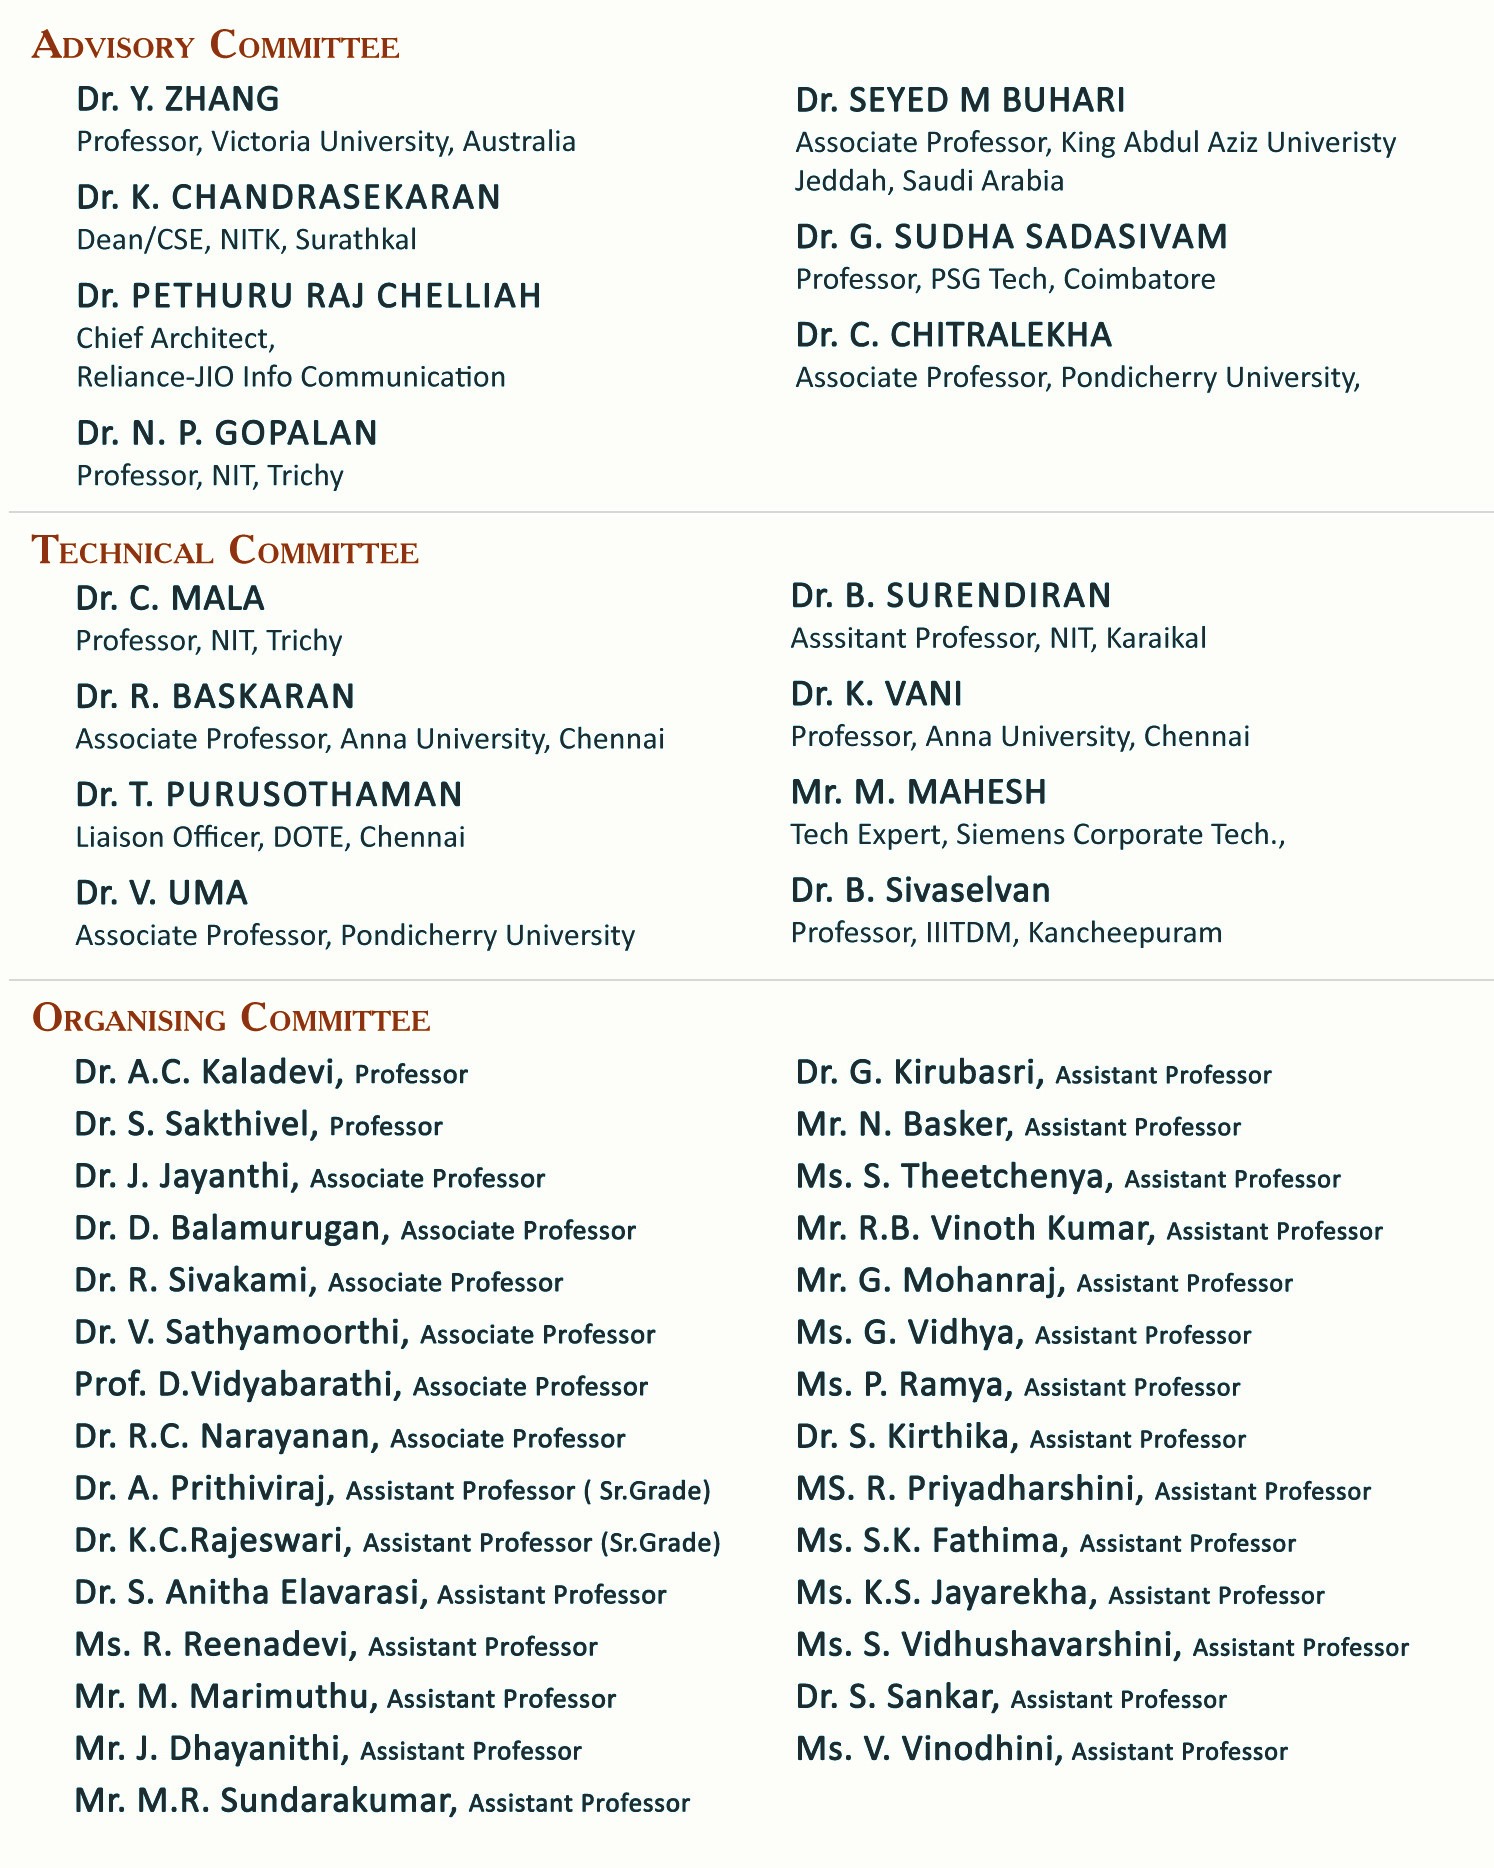 Advisory Committee
Dr. Y. ZHANG
Professor, Victoria University, Australia
Dr. K. CHANDRASEKARAN
Dean/CSE, NITK, Surathkal
Dr. PETHURU RAJ CHELLIAH
Chief Architect,
Reliance-JIO Info Communication
Dr. N. P. GOPALAN
Professor, NIT, Trichy
Dr. SEYED M BUHARI
Associate Professor, King Abdul Aziz Univeristy
Jeddah, Saudi Arabia
Dr. G. SUDHA SADASIVAM
Professor, PSG Tech, Coimbatore
Dr. C. CHITRALEKHA
Associate Professor, Pondicherry University,
Technical Committee
Dr. C. MALA
Professor, NIT, Trichy
Dr. R. BASKARAN
Associate Professor, Anna University, Chennai
Dr. T. PURUSOTHAMAN
Liaison Officer, DOTE, Chennai
Dr. V. UMA
Associate Professor, Pondicherry University
Dr. B. SURENDIRAN
Asssitant Professor, NIT, Karaikal
Dr. K. VANI
Professor, Anna University, Chennai
Mr. M. MAHESH
Tech Expert, Siemens Corporate Tech.,
Dr. B. Sivaselvan
Professor, IIITDM, Kancheepuram
Organising Committee
Dr. A.C. Kaladevi, Professor
Dr. S. Sakthivel, Professor
Dr. J. Jayanthi, Associate Professor
Dr. D. Balamurugan, Associate Professor
Dr. R. Sivakami, Associate Professor
Dr. V. Sathyamoorthi, Associate Professor
Prof. D.Vidyabarathi, Associate Professor
Dr. R.C. Narayanan, Associate Professor
Dr. A. Prithiviraj, Assistant Professor ( Sr.Grade)
Dr. K.C.Rajeswari, Assistant Professor (Sr.Grade)
Dr. S. Anitha Elavarasi, Assistant Professor
Ms. R. Reenadevi, Assistant Professor
Mr. M. Marimuthu, Assistant Professor
Mr. J. Dhayanithi, Assistant Professor
Mr. M.R. Sundarakumar, Assistant Professor
Dr. G. Kirubasri, Assistant Professor
Mr. N. Basker, Assistant Professor
Ms. S. Theetchenya, Assistant Professor
Mr. R.B. Vinoth Kumar, Assistant Professor
Mr. G. Mohanraj, Assistant Professor
Ms. G. Vidhya, Assistant Professor
Ms. P. Ramya, Assistant Professor
Dr. S. Kirthika, Assistant Professor
MS. R. Priyadharshini, Assistant Professor
Ms. S.K. Fathima, Assistant Professor
Ms. K.S. Jayarekha, Assistant Professor
Ms. S. Vidhushavarshini, Assistant Professor
Dr. S. Sankar, Assistant Professor
Ms. V. Vinodhini, Assistant Professor